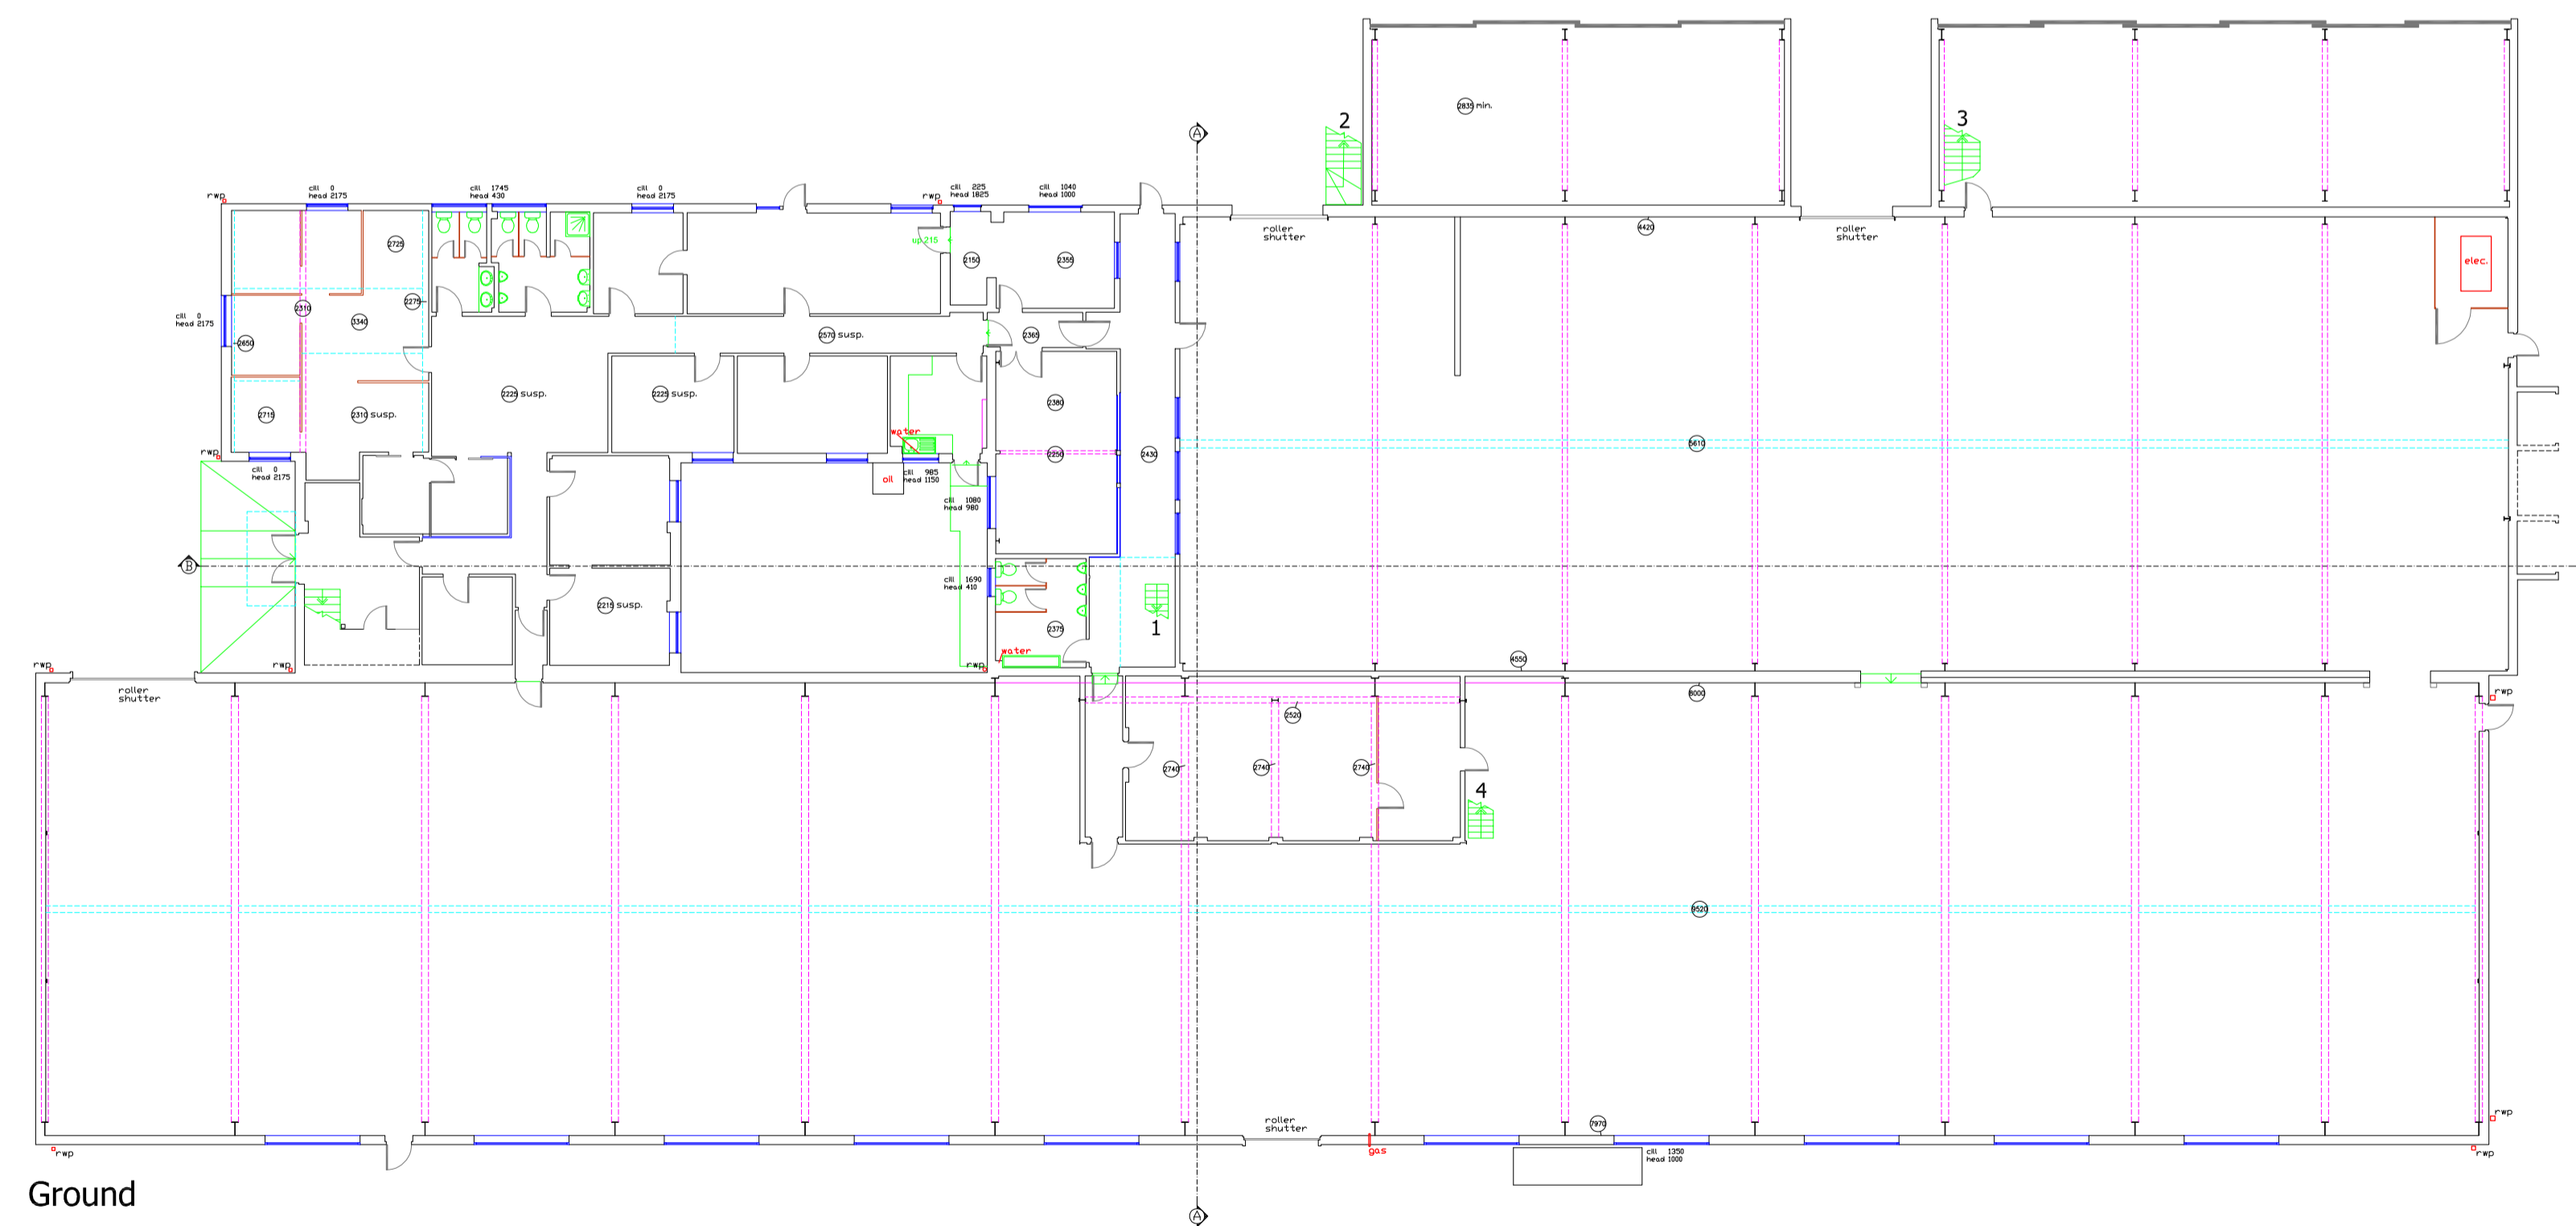 2
3
A
2835 min.
rwp
cill 0
head 2175
cill 1745
head 430
cill 0
head 2175
rwp
cill 225
head 1825
cill 1040
head 1000
roller
shutter
4420
roller
shutter
2725
up 215
2150
2355
elec.
2275
2310
3340
cill 0
head 2175
2650
2570 susp.
2365
2225 susp.
2225 susp.
2380
2715
2310 susp.
water
5610
rwp
2250
2430
cill 0
head 2175
oil
cill 985
head 1150
cill 1080
head 980
B
cill 1690
head 410
2215 susp.
2375
1
water
rwp
rwp
rwp
4550
roller
shutter
8000
rwp
2520
2740
2740
2740
4
9520
roller
shutter
7970
rwp
gas
rwp
cill 1350
head 1000
rwp
Ground
A